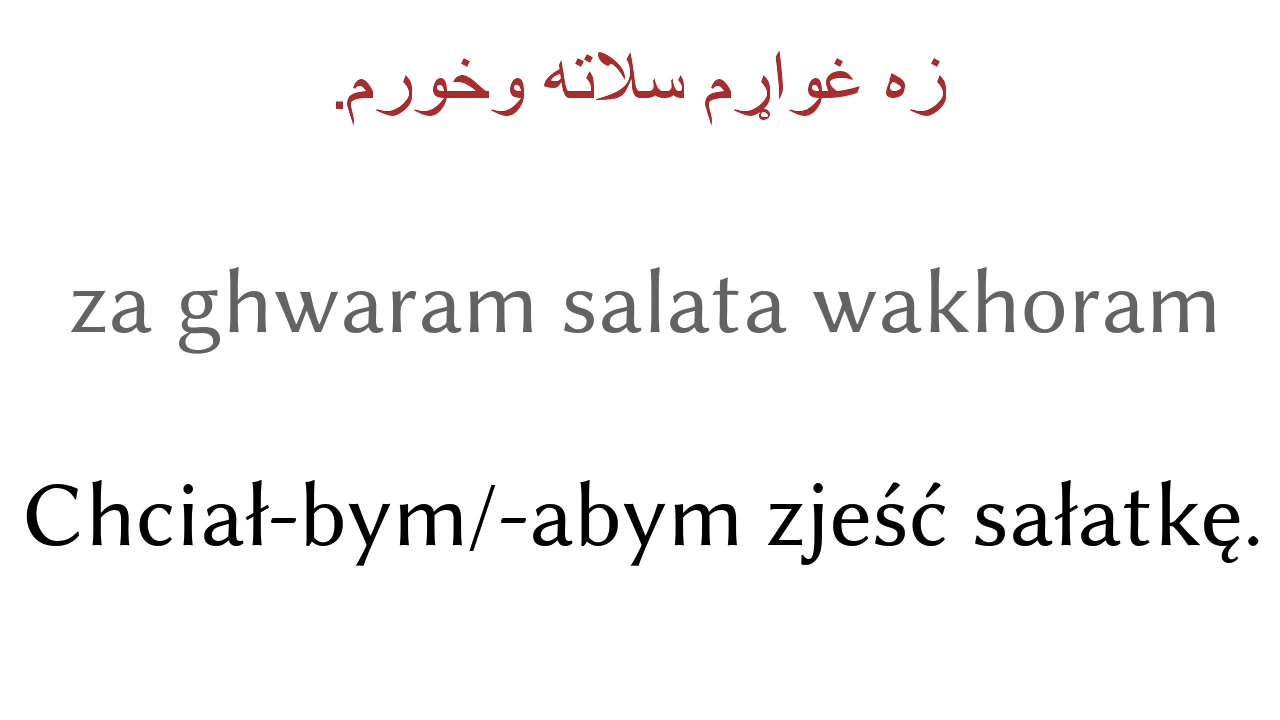 زه غواړم سلاته وخورم.
za ghwaram salata wakhoram
Chciał-bym/-abym zjeść sałatkę.